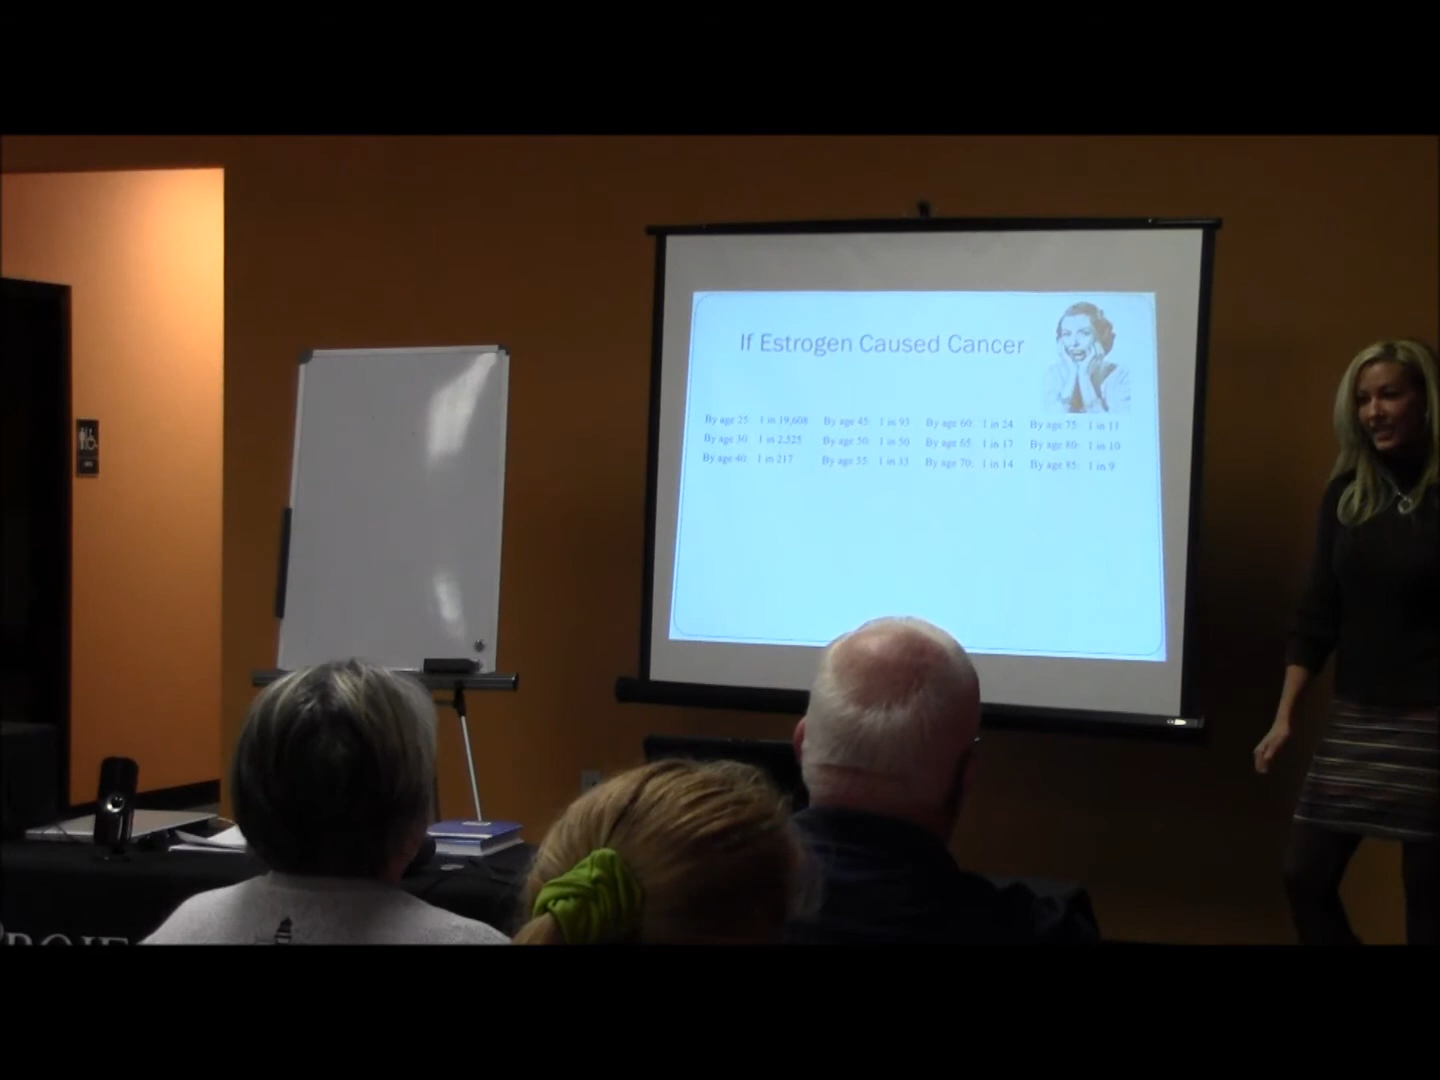 If Estrogen Caused Cancer
By age 25: 1 in 19,608 By age 45: 1 in 93 By age 60: 1 in 24 By age 75: 1 in 11
By age 30: 1 in 2,525 By age 50: 1 in 50 By age 65: 1 in 17 By age 80: 1 in 10
By age 40: 1 in 217 By age 55: 1 in 33 By age 70: 1 in 14 By age 85: 1 in 9
ROJE